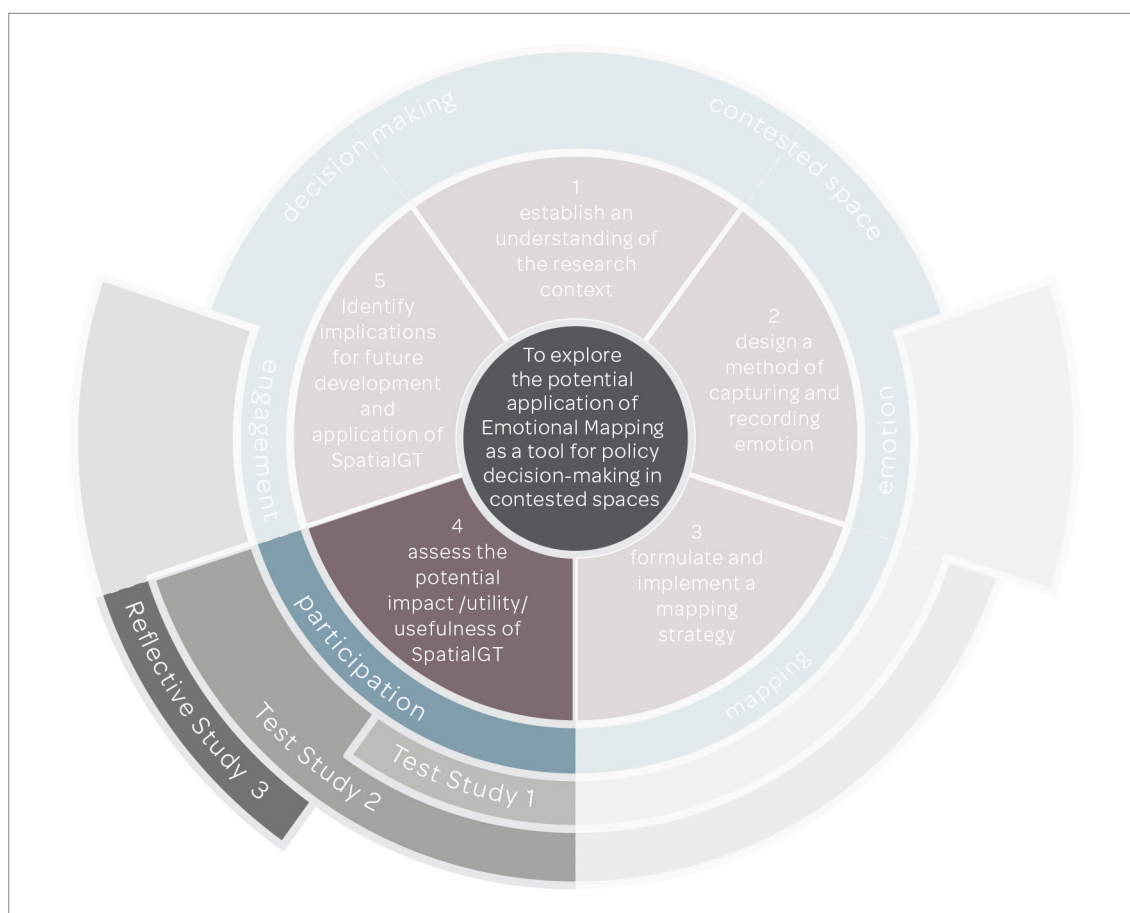 decision making
contested space
1
establish an
understanding of
the research
context
5
Identify
implications
for future
development
and
application of
SpatialGT
2
design a
method of
capturing and
recording
emotion
engagement
To explore
the potential
application of
Emotional Mapping
as a tool for policy
decision-making in
contested spaces
emotion
4
assess the
potential
impact /utility/
usefulness of
SpatialGT
3
formulate and
implement a
mapping
strategy
participation
mapping
Test Study 1
Test Study 2
Reflective Study 3